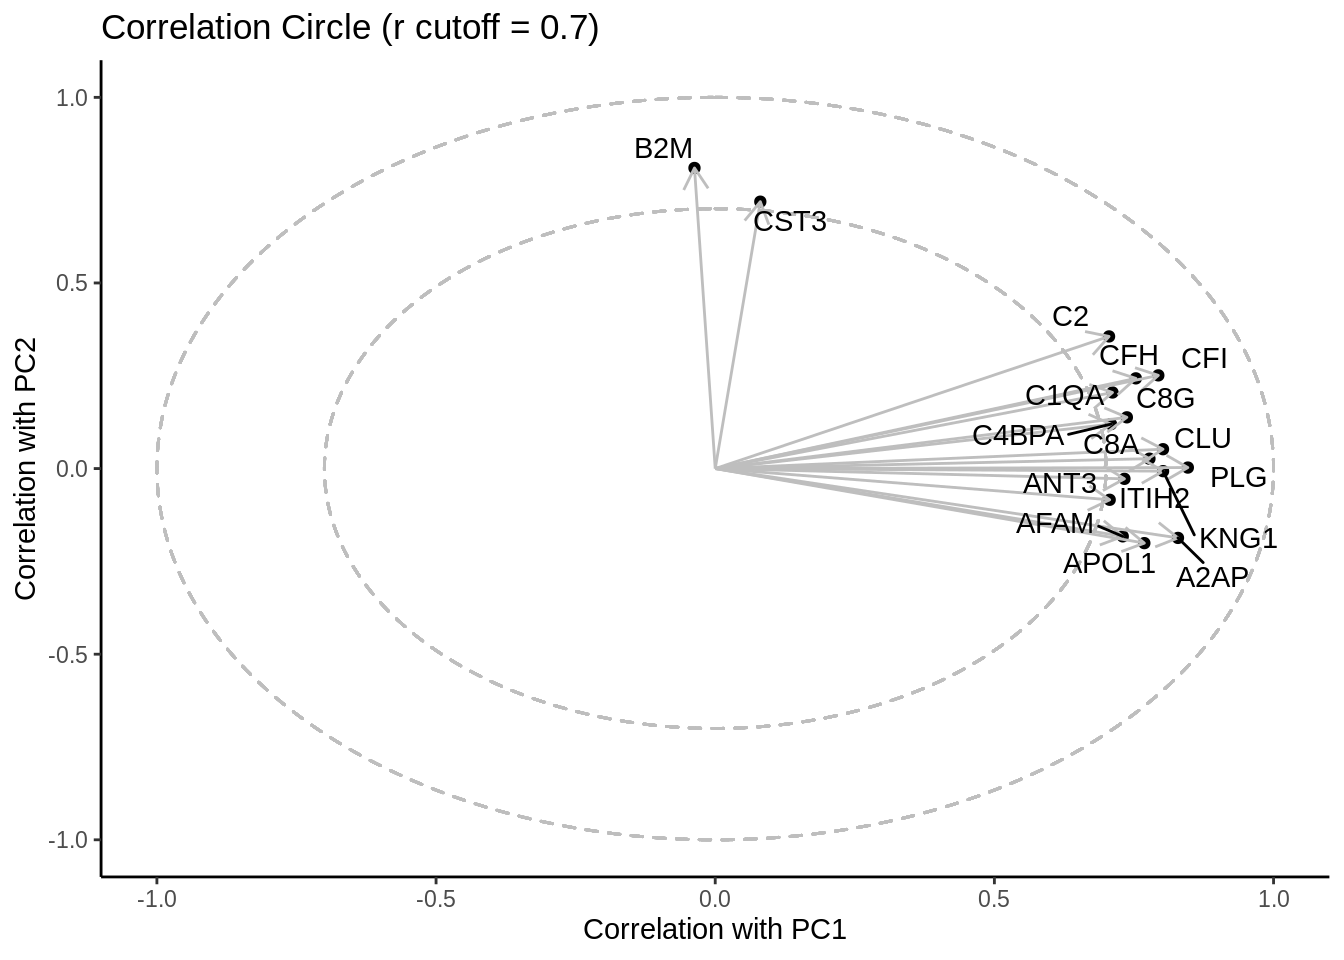 Correlation Circle (r cutoff = 0.7)
Correlation with PC2
1.0
0.5
0.0
-0.5
-1.0
B2M
CST3
C2
CFH
CFI
C1QA
C8G
C4BPA
C8A
CLU
PLG
ANT3
ITIH2
AFAM
KNG1
APOL1
A2AP
-1.0
-0.5
0.0
0.5
1.0
Correlation with PC1